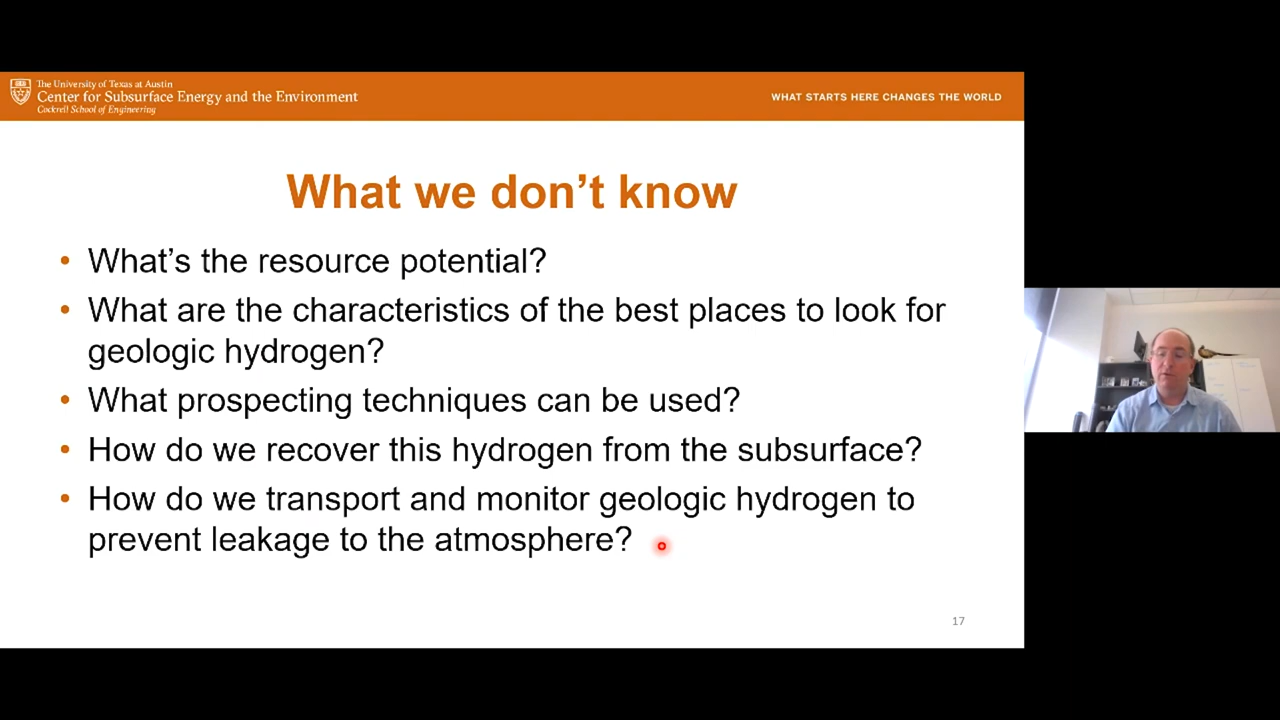 The University of Texas at Austin
Center for Subsurface Energy and the Environment
Cockrell School of Engineering
WHAT STARTS HERE CHANGES THE WORLD
What we don’t know
• What’s the resource potential?
• What are the characteristics of the best places to look for
geologic hydrogen?
• What prospecting techniques can be used?
• How do we recover this hydrogen from the subsurface?
• How do we transport and monitor geologic hydrogen to
prevent leakage to the atmosphere?
17